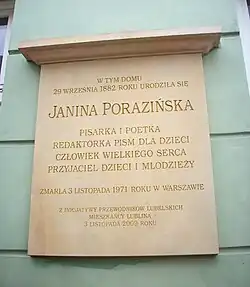 W TYM DOMU
29 WRZEŚNIA 1882 ROKU URODZIŁA SIĘ
JANINA PORAZIŃSKA
PISARKA I POETKA
REDAKTORKA PISM DLA DZIECI
CZŁOWIEK WIELKIEGO SERCA
PRZYJACIEL DZIECI I MŁODZIEŻY
ZMARŁA 3 LISTOPADA 1971 ROKU W WARSZAWIE
Z INICJATYWY PRZEWODNIKÓW LUBELSKICH
MIESZKAŃCY LUBLINA
3 LISTOPADA 2002 ROKU